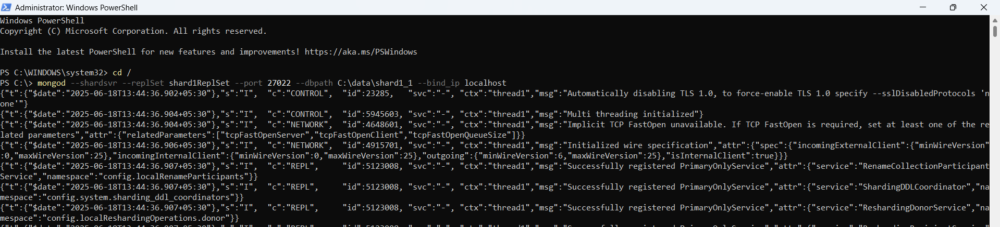 Administrator: Windows PowerShell
Windows PowerShell
Copyright (C) Microsoft Corporation. All rights reserved.
Install the latest PowerShell for new features and improvements! https://aka.ms/PSWindows
PS C:\WINDOWS\system32> cd /
PS C:\> mongod --shardsvr --replSet shard1ReplSet --port 27022 --dbpath C:\data\shard1_1 --bind_ip localhost
{"t":{"$date":"2025-06-18T13:44:36.902+05:30"},"s":"I",  "c":"CONTROL",  "id":23285,   "svc":"-", "ctx":"thread1","msg":"Automatically disabling TLS 1.0, to force-enable TLS 1.0 specify --sslDisabledProtocols 'n
one'"}
{"t":{"$date":"2025-06-18T13:44:36.904+05:30"},"s":"I",  "c":"CONTROL",  "id":5945603, "svc":"-", "ctx":"thread1","msg":"Multi threading initialized"}
{"t":{"$date":"2025-06-18T13:44:36.904+05:30"},"s":"I",  "c":"NETWORK",  "id":4648601, "svc":"-", "ctx":"thread1","msg":"Implicit TCP FastOpen unavailable. If TCP FastOpen is required, set at least one of the re
lated parameters","attr":{"relatedParameters":["tcpFastOpenServer","tcpFastOpenClient","tcpFastOpenQueueSize"]}}
{"t":{"$date":"2025-06-18T13:44:36.906+05:30"},"s":"I",  "c":"NETWORK",  "id":4915701, "svc":"-", "ctx":"thread1","msg":"Initialized wire specification","attr":{"spec":{"incomingExternalClient":{"minWireVersion"
:0,"maxWireVersion":25},"incomingInternalClient":{"minWireVersion":0,"maxWireVersion":25},"outgoing":{"minWireVersion":6,"maxWireVersion":25},"isInternalClient":true}}}
{"t":{"$date":"2025-06-18T13:44:36.907+05:30"},"s":"I",  "c":"REPL",     "id":5123008, "svc":"-", "ctx":"thread1","msg":"Successfully registered PrimaryOnlyService","attr":{"service":"RenameCollectionParticipant
Service","namespace":"config.localRenameParticipants"}}
{"t":{"$date":"2025-06-18T13:44:36.907+05:30"},"s":"I",  "c":"REPL",     "id":5123008, "svc":"-", "ctx":"thread1","msg":"Successfully registered PrimaryOnlyService","attr":{"service":"ShardingDDLCoordinator","na
mespace":"config.system.sharding_ddl_coordinators"}}
{"t":{"$date":"2025-06-18T13:44:36.907+05:30"},"s":"I",  "c":"REPL",     "id":5123008, "svc":"-", "ctx":"thread1","msg":"Successfully registered PrimaryOnlyService","attr":{"service":"ReshardingDonorService","na
mespace":"config.localReshardingOperations.donor"}}